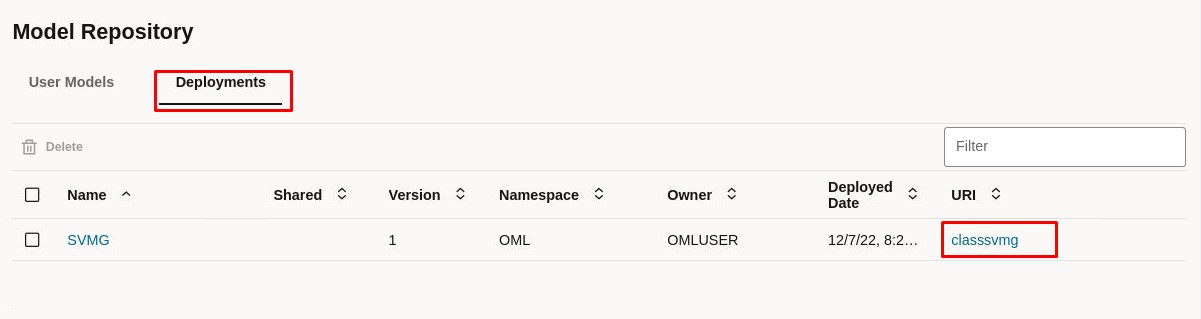 Model Repository
User Models Deployments
Delete Filter
Name Shared Version Namespace Owner Deployed Date URI
SVMG 1 OML OMLUSER 12/7/22, 8:2… classsvmg